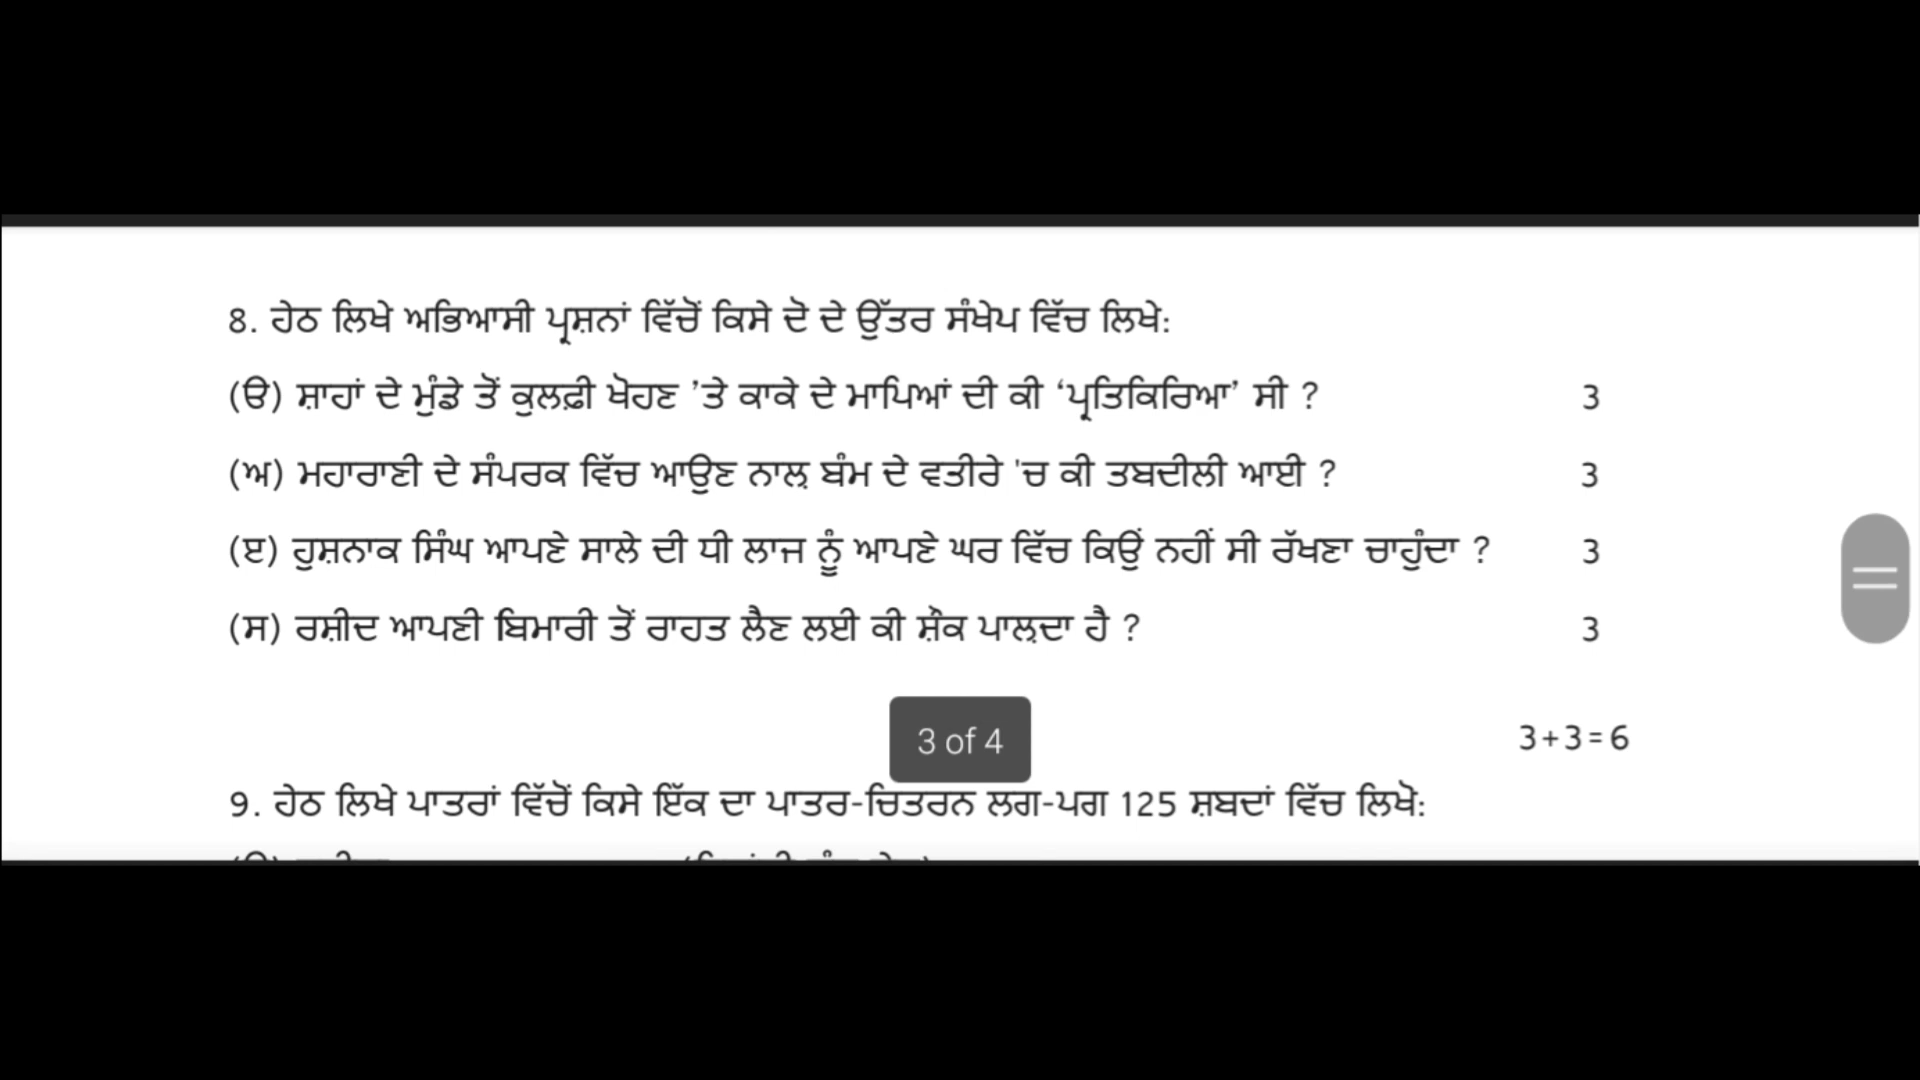 8. ਹੇਠ ਲਿਖੇ ਅਭਿਆਸੀ ਪ੍ਰਸ਼ਨਾਂ ਵਿੱਚੋਂ ਕਿਸੇ ਦੋ ਦੇ ਉੱਤਰ ਸੰਖੇਪ ਵਿੱਚ ਲਿਖੇ:
(ੳ) ਸ਼ਾਹਾਂ ਦੇ ਮੁੰਡੇ ਤੋਂ ਕੁਲਫ਼ੀ ਖੋਹਣ ’ਤੇ ਕਾਕੇ ਦੇ ਮਾਪਿਆਂ ਦੀ ਕੀ ‘ਪ੍ਰਤਿਕਿਰਿਆ’ ਸੀ ? 3
(ਅ) ਮਹਾਰਾਣੀ ਦੇ ਸੰਪਰਕ ਵਿੱਚ ਆਉਣ ਨਾਲ਼ ਬੰਮ ਦੇ ਵਤੀਰੇ 'ਚ ਕੀ ਤਬਦੀਲੀ ਆਈ ? 3
(ੲ) ਹੁਸ਼ਨਾਕ ਸਿੰਘ ਆਪਣੇ ਸਾਲੇ ਦੀ ਧੀ ਲਾਜ ਨੂੰ ਆਪਣੇ ਘਰ ਵਿੱਚ ਕਿਉਂ ਨਹੀਂ ਸੀ ਰੱਖਣਾ ਚਾਹੁੰਦਾ ? 3
(ਸ) ਰਸ਼ੀਦ ਆਪਣੀ ਬਿਮਾਰੀ ਤੋਂ ਰਾਹਤ ਲੈਣ ਲਈ ਕੀ ਸ਼ੌਕ ਪਾਲ਼ਦਾ ਹੈ ? 3
3 of 4
3+3=6
9. ਹੇਠ ਲਿਖੇ ਪਾਤਰਾਂ ਵਿੱਚੋਂ ਕਿਸੇ ਇੱਕ ਦਾ ਪਾਤਰ-ਚਿਤਰਨ ਲਗ-ਪਗ 125 ਸ਼ਬਦਾਂ ਵਿੱਚ ਲਿਖੋ: